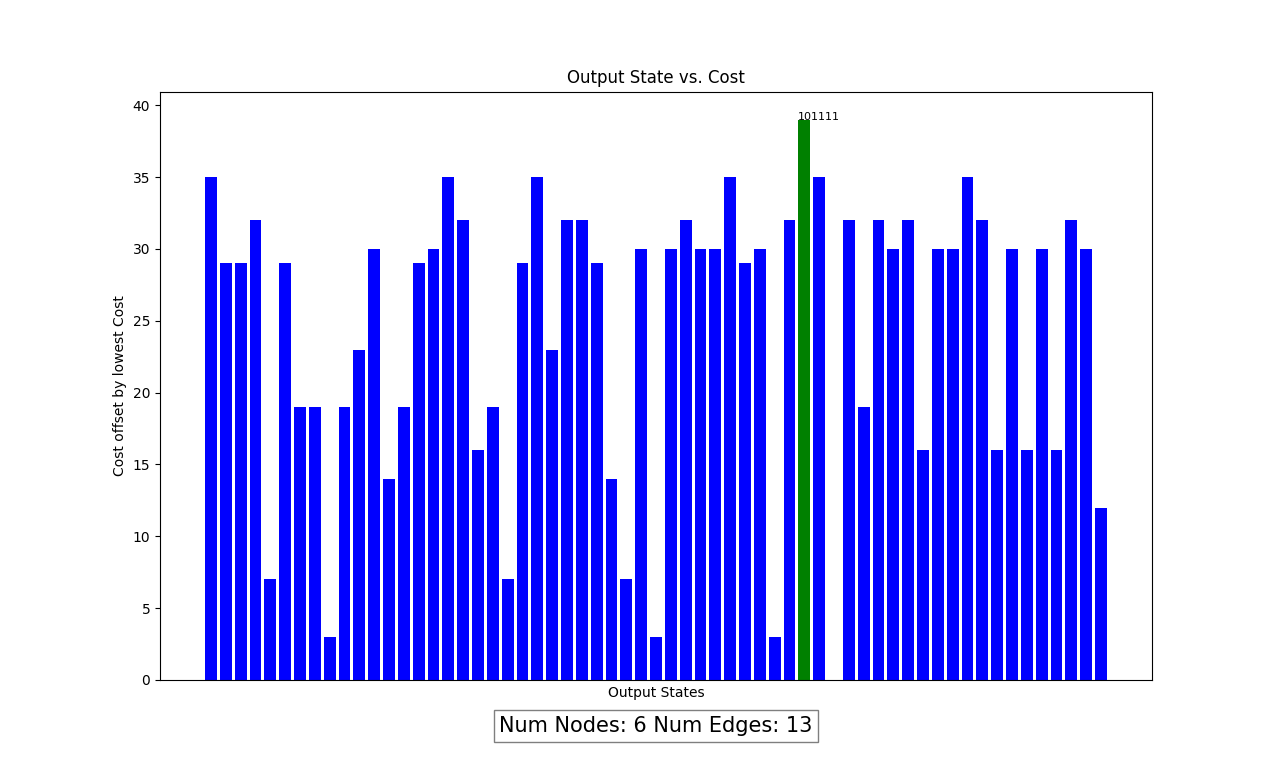 Output State vs. Cost
40
35
30
25
20
15
10
5
0
Cost offset by lowest Cost
101111
Output States
Num Nodes: 6 Num Edges: 13